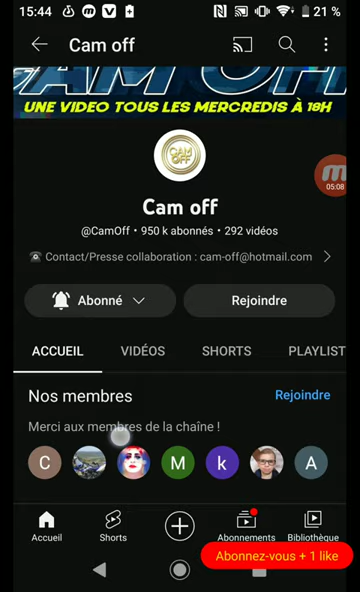 15:44
21 %
Cam off
CAM OFF
UNE VIDEO TOUS LES MERCREDIS À 18H
CAM OFF
05:08
Cam off
@CamOff • 950 k abonnés • 292 vidéos
Contact/Presse collaboration : cam-off@hotmail.com
Abonné
Rejoindre
ACCUEIL VIDÉOS SHORTS PLAYLIST
Nos membres
Rejoindre
Merci aux membres de la chaîne !
C M k A
Accueil Shorts Abonnements Bibliothèque
Abonnez-vous + 1 like